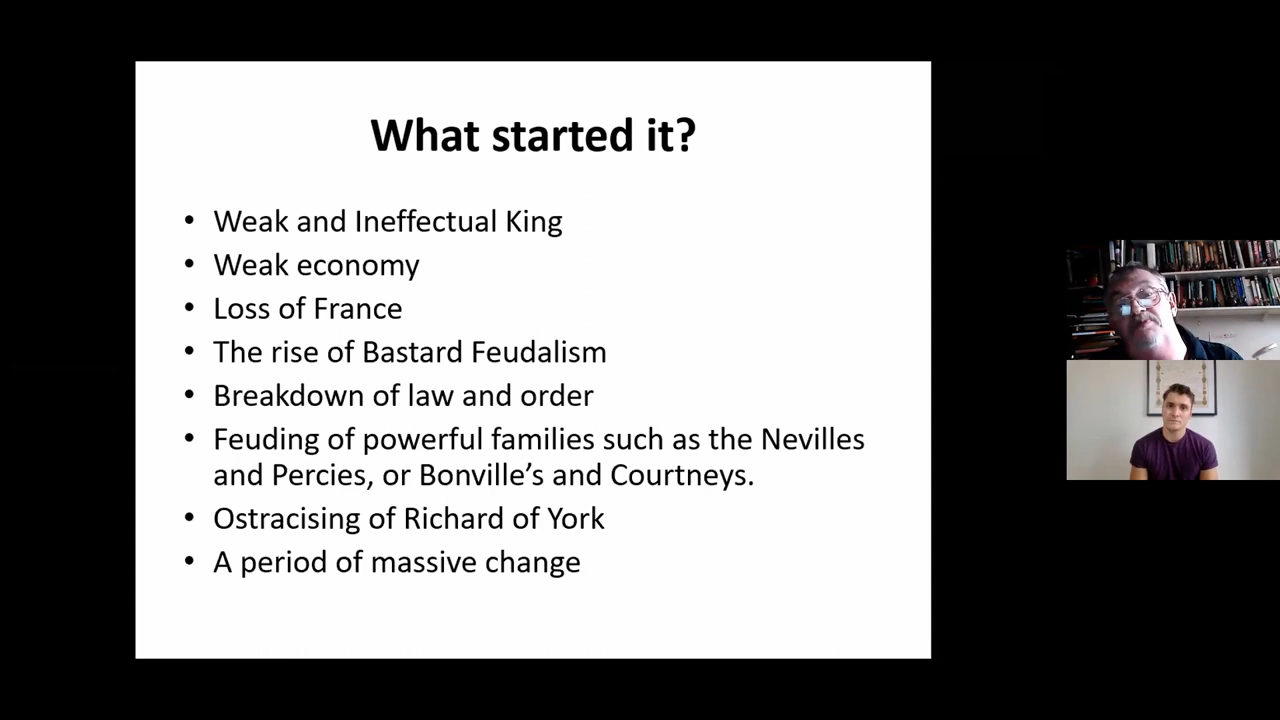 What started it?
• Weak and Ineffectual King
• Weak economy
• Loss of France
• The rise of Bastard Feudalism
• Breakdown of law and order
• Feuding of powerful families such as the Nevilles
and Percies, or Bonville’s and Courtneys.
• Ostracising of Richard of York
• A period of massive change